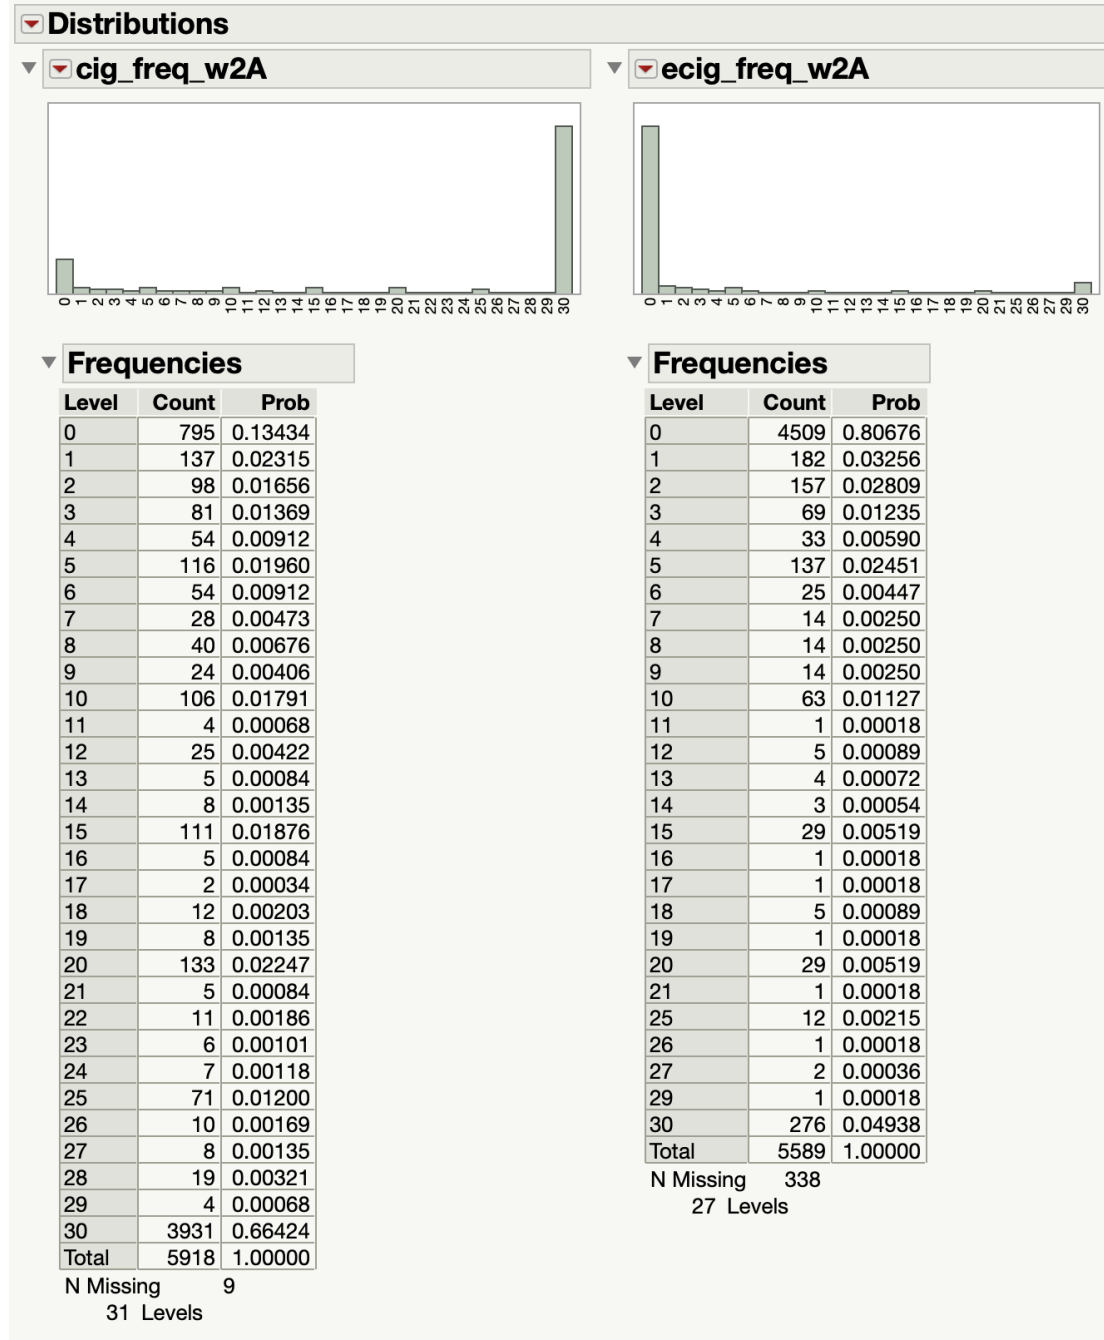 Distributions
cig_freq_w2A
0 1 2 3 4 5 6 7 8 9 10 11 12 13 14 15 16 17 18 19 20 21 22 23 24 25 26 27 28 29 30
Frequencies
Level Count Prob
0 795 0.13434
1 137 0.02315
2 98 0.01656
3 81 0.01369
4 54 0.00912
5 116 0.01960
6 54 0.00912
7 28 0.00473
8 40 0.00676
9 24 0.00406
10 106 0.01791
11 4 0.00068
12 25 0.00422
13 5 0.00084
14 8 0.00135
15 111 0.01876
16 5 0.00084
17 2 0.00034
18 12 0.00203
19 8 0.00135
20 133 0.02247
21 5 0.00084
22 11 0.00186
23 6 0.00101
24 7 0.00118
25 71 0.01200
26 10 0.00169
27 8 0.00135
28 19 0.00321
29 4 0.00068
30 3931 0.66424
Total 5918 1.00000
N Missing 9
31 Levels
ecig_freq_w2A
0 1 2 3 4 5 6 7 8 9 10 11 12 13 14 15 16 17 18 19 20 21 25 26 27 29 30
Frequencies
Level Count Prob
0 4509 0.80676
1 182 0.03256
2 157 0.02809
3 69 0.01235
4 33 0.00590
5 137 0.02451
6 25 0.00447
7 14 0.00250
8 14 0.00250
9 14 0.00250
10 63 0.01127
11 1 0.00018
12 5 0.00089
13 4 0.00072
14 3 0.00054
15 29 0.00519
16 1 0.00018
17 1 0.00018
18 5 0.00089
19 1 0.00018
20 29 0.00519
21 1 0.00018
25 12 0.00215
26 1 0.00018
27 2 0.00036
29 1 0.00018
30 276 0.04938
Total 5589 1.00000
N Missing 338
27 Levels